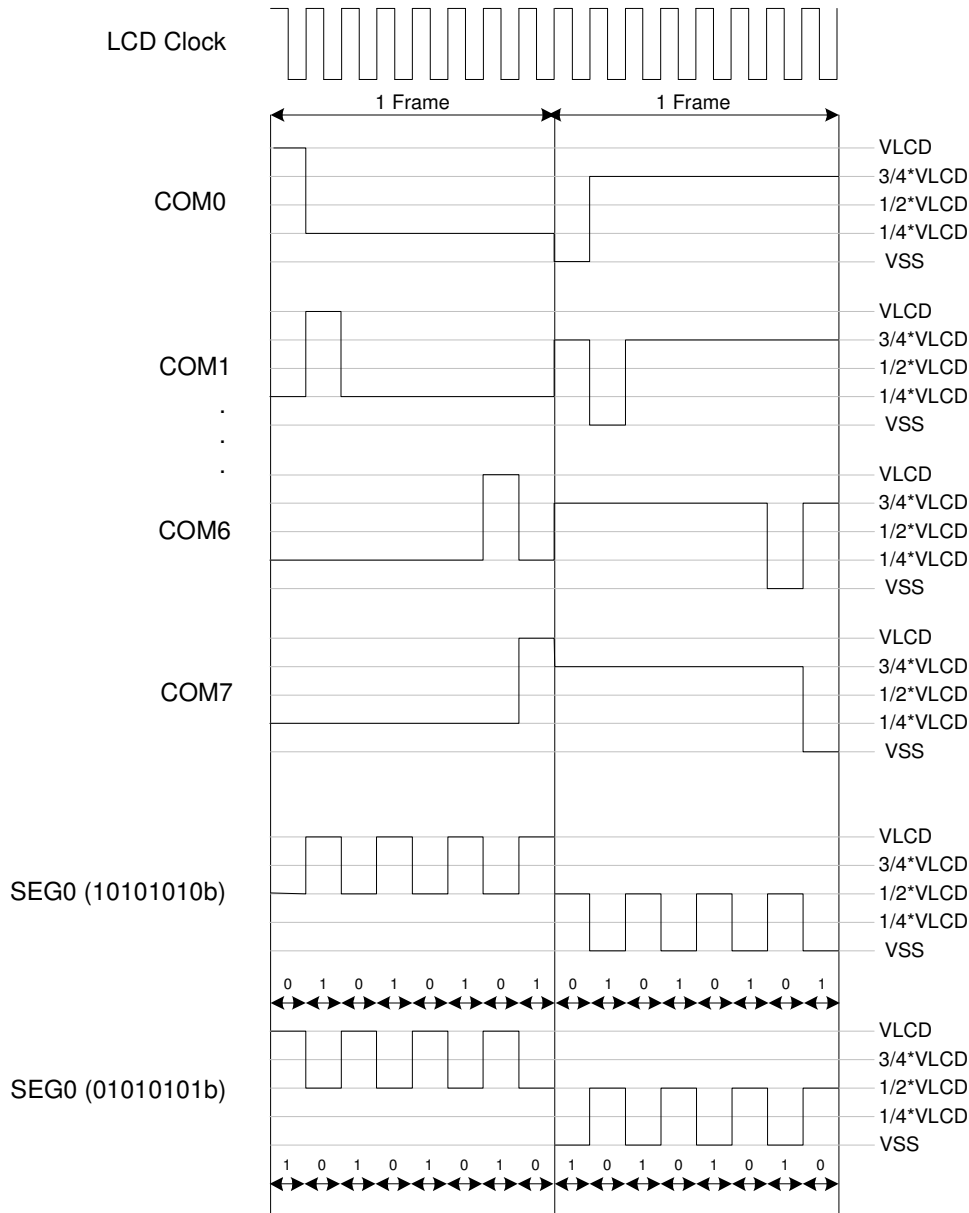 LCD Clock
1 Frame 1 Frame
VLCD
3/4*VLCD
COM0
1/2*VLCD
1/4*VLCD
VSS
VLCD
3/4*VLCD
COM1
1/2*VLCD
1/4*VLCD
VSS
.
.
.
VLCD
3/4*VLCD
COM6
1/2*VLCD
1/4*VLCD
VSS
VLCD
3/4*VLCD
COM7
1/2*VLCD
1/4*VLCD
VSS
VLCD
3/4*VLCD
SEG0 (10101010b)
1/2*VLCD
1/4*VLCD
VSS
0 1 0 1 0 1 0 1 0 1 0 1 0 1 0 1
VLCD
3/4*VLCD
SEG0 (01010101b)
1/2*VLCD
1/4*VLCD
VSS
1 0 1 0 1 0 1 0 1 0 1 0 1 0 1 0